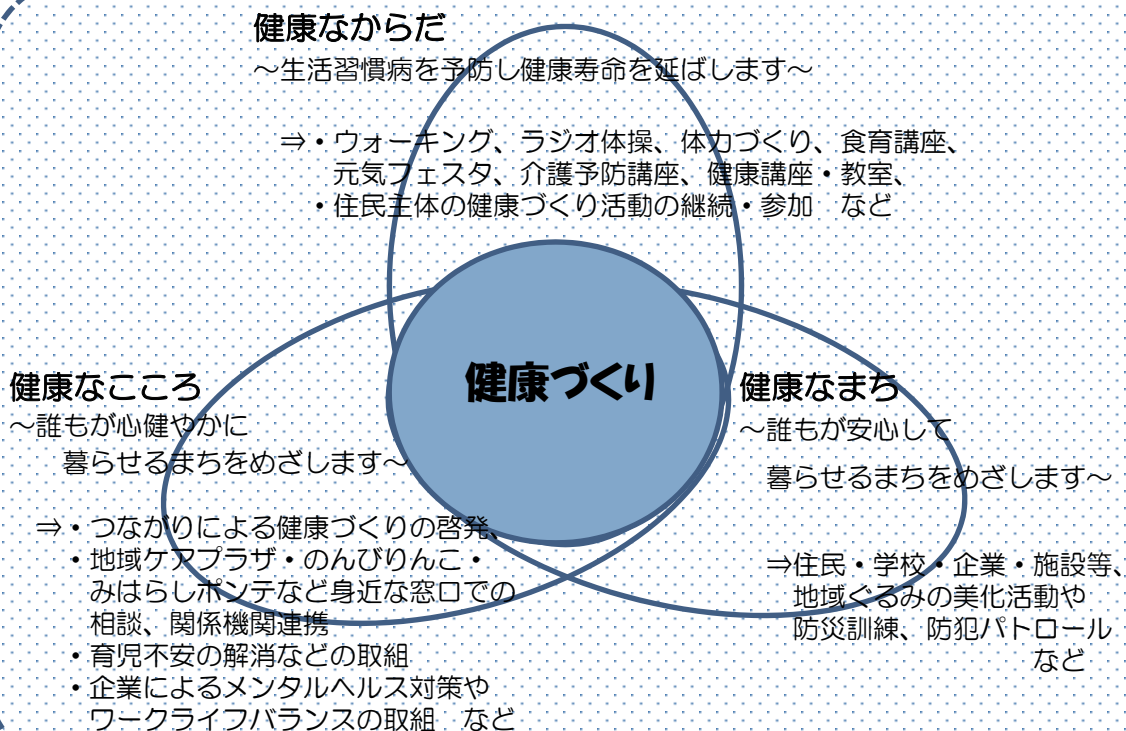 健康なからだ
～生活習慣病を予防し健康寿命を延ばします～
⇒・ウォーキング、ラジオ体操、体力づくり、食育講座、
元気フェスタ、介護予防講座、健康講座・教室、
・住民主体の健康づくり活動の継続・参加　など
健康づくり
健康なこころ
～誰もが心健やかに
暮らせるまちをめざします～
⇒・つながりによる健康づくりの啓発、
・地域ケアプラザ・のんびりんこ・
みはらしポンテなど身近な窓口での
相談、関係機関連携
・育児不安の解消などの取組
・企業によるメンタルヘルス対策や
ワークライフバランスの取組　など
健康なまち
～誰もが安心して
暮らせるまちをめざします～
⇒住民・学校・企業・施設等、
地域ぐるみの美化活動や
防災訓練、防犯パトロール
など